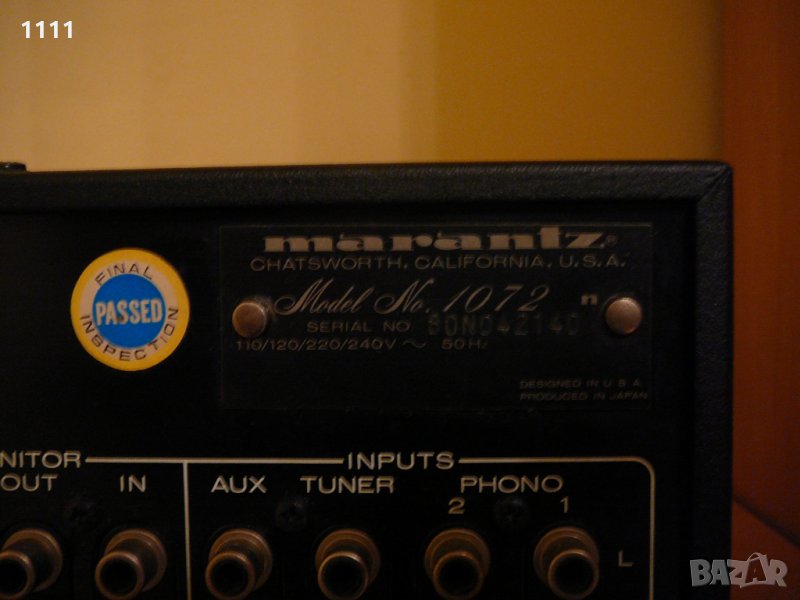 1111
marantz®
CHATSWORTH, CALIFORNIA, U.S.A.
Model No. 1072 n
SERIAL NO
110/120/220/240V ~ 50Hz
DESIGNED IN U.S.A.
PRODUCED IN JAPAN
FINAL
PASSED
INSPECTION
NITOR
OUT IN
INPUTS
AUX TUNER PHONO
2 1
L
BAZAR